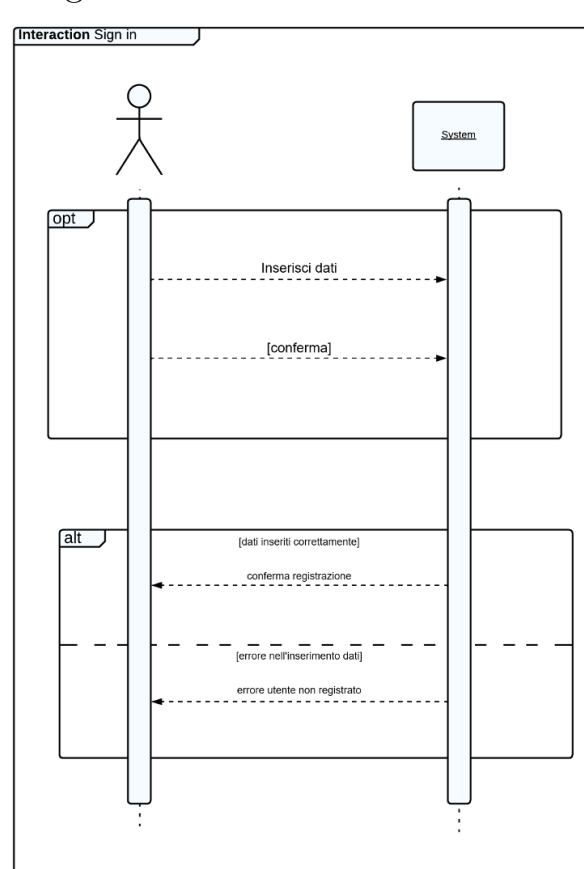 Interaction Sign in
System
opt
Inserisci dati
[conferma]
alt
[dati inseriti correttamente]
conferma registrazione
[errore nell'inserimento dati]
errore utente non registrato